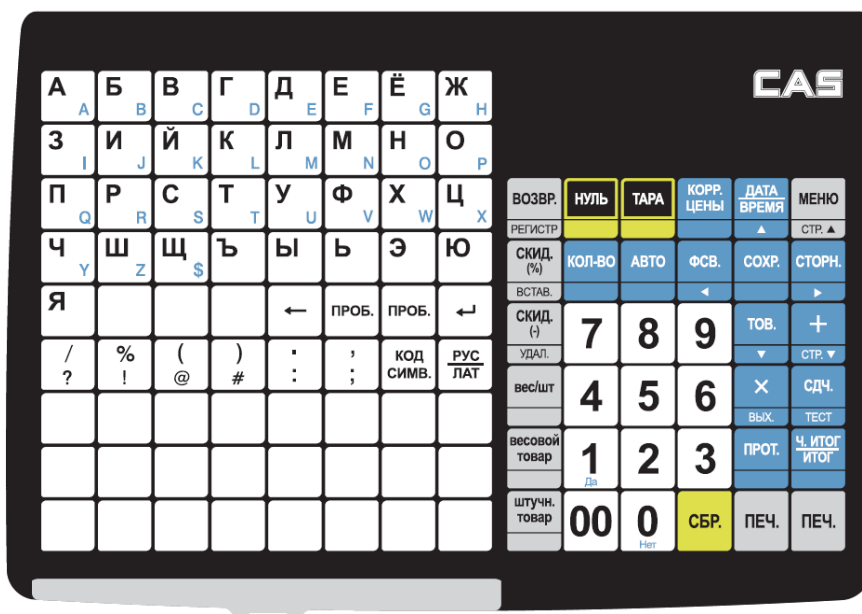 CAS
А A Б B В C Г D Д E Е F Ё G Ж H
З I И J Й K К L Л M М N Н O О P
П Q Р R С S Т T У U Ф V Х W Ц X
Ч Y Ш Z Щ $ Ъ Ы Ь Э Ю
Я ← ПРОБ. ПРОБ. ↵
/ ? % ! ( @ ) # . : , ; КОД СИМВ. РУС ЛАТ
ВОЗВР. НУЛЬ ТАРА КОРР. ЦЕНЫ ДАТА ВРЕМЯ МЕНЮ
РЕГИСТР ▲ СТР. ▲
СКИД. (%) КОЛ-ВО АВТО ФСВ. СОХР. СТОРН.
ВСТАВ. ◄ ►
СКИД. (-) 7 8 9 ТОВ. +
УДАЛ. ▼ СТР. ▼
вес/шт 4 5 6 × СДЧ.
ВЫХ. ТЕСТ
весовой товар 1 2 3 ПРОТ. Ч. ИТОГ ИТОГ
Да
штучн. товар 00 0 СБР. ПЕЧ. ПЕЧ.
Нет